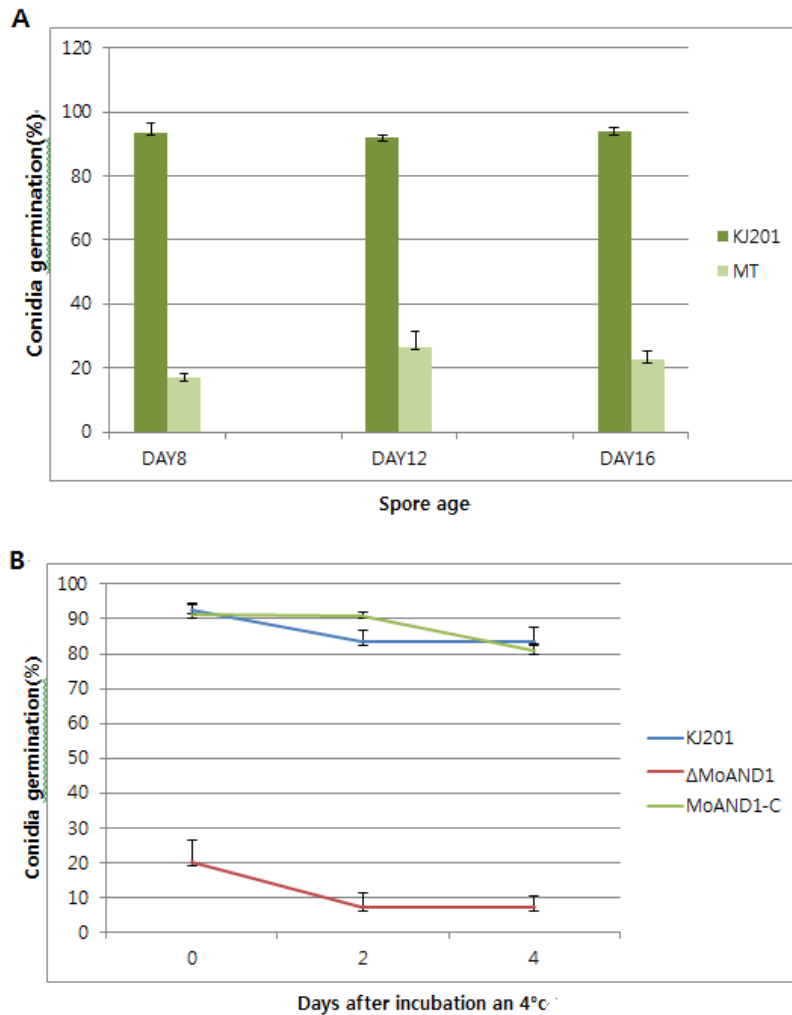 A
120
100
80
60
40
20
0
Conidia germination(%)
DAY8 DAY12 DAY16
Spore age
KJ201
MT
B
100
90
80
70
60
50
40
30
20
10
0
Conidia germination(%)
0 2 4
Days after incubation an 4°c
KJ201
ΔMoAND1
MoAND1-C